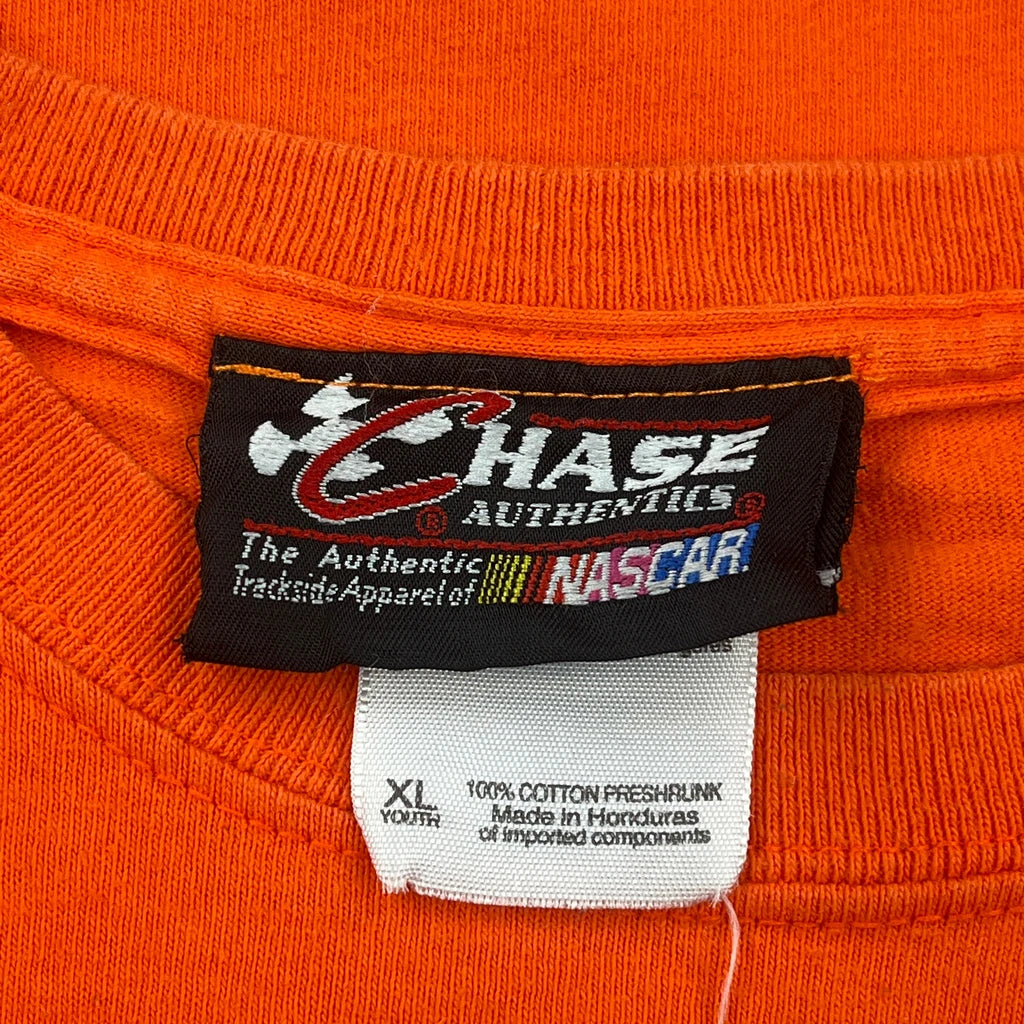 CHASE
AUTHENTICS
The Authentic
Trackside Apparel of NASCAR
XL
YOUTH
100% COTTON PRESHRUNK
Made in Honduras
of imported components